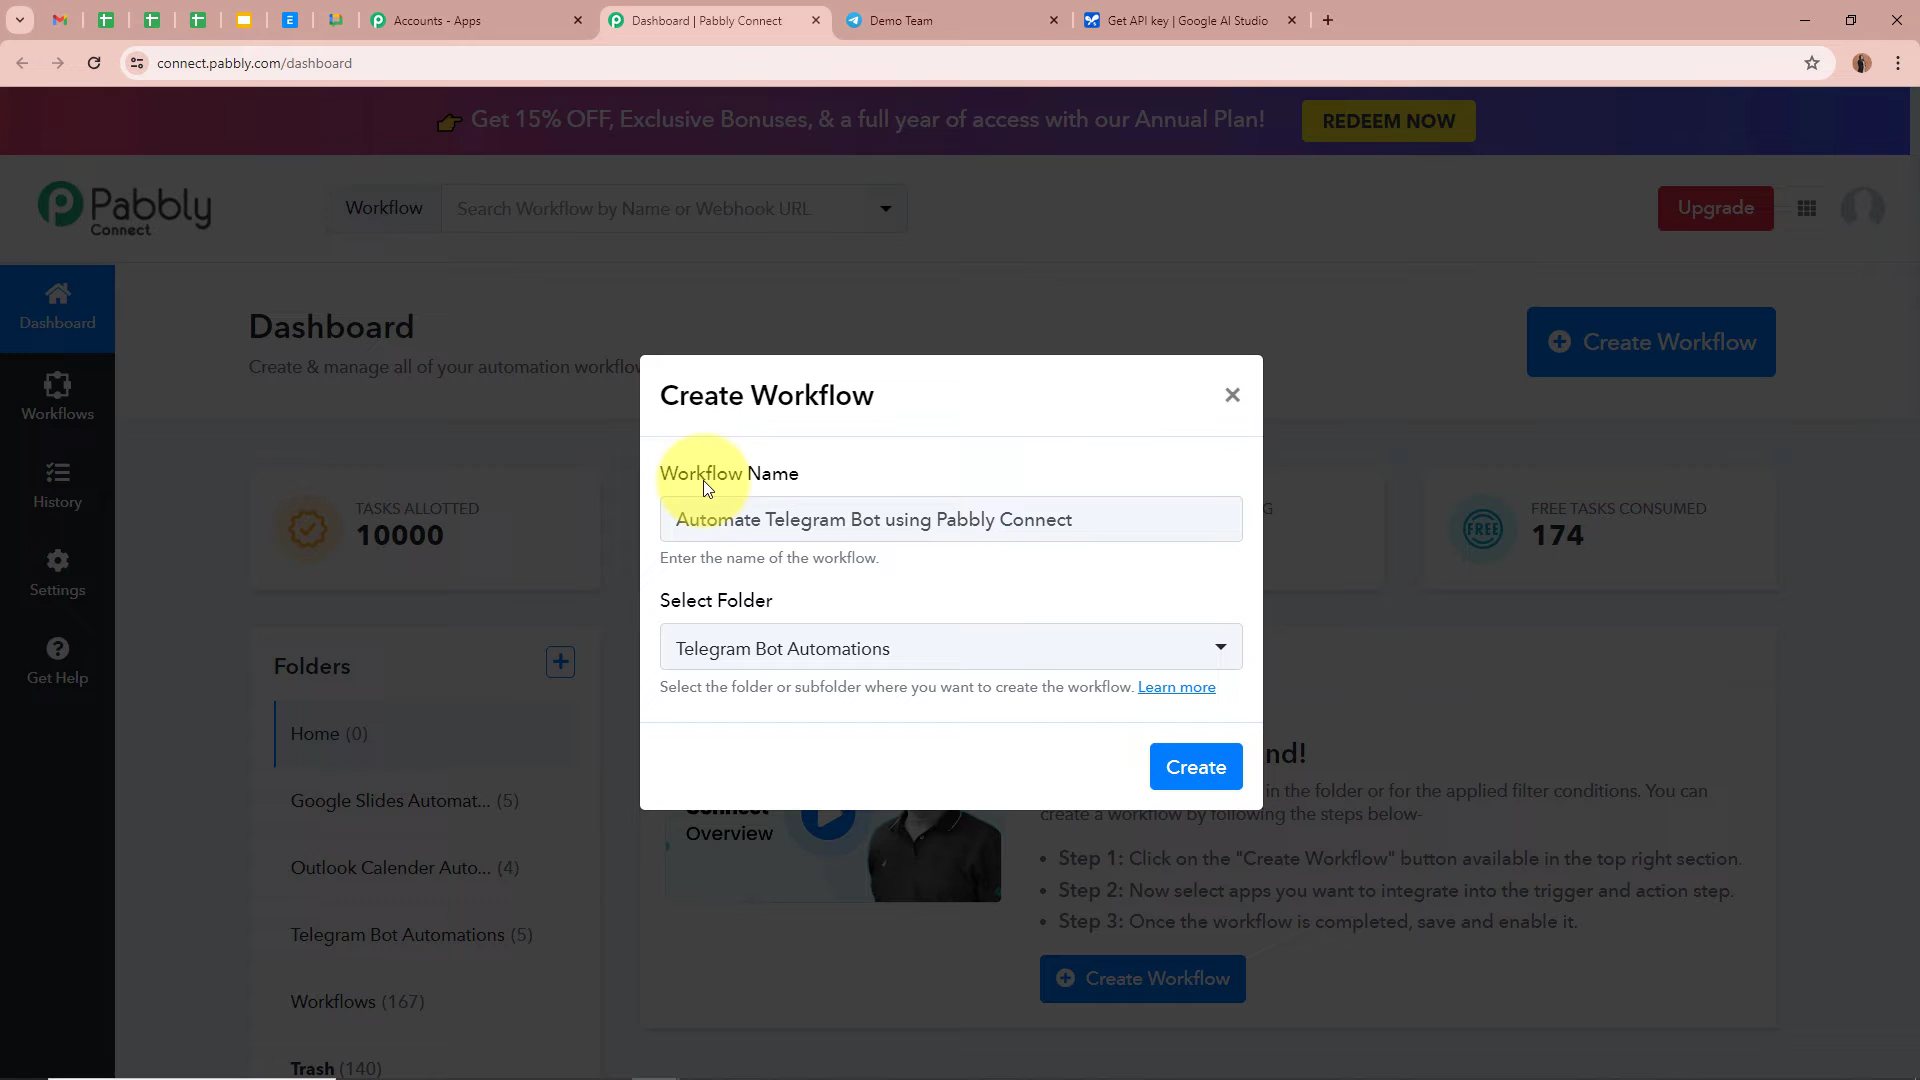 Accounts - Apps
Dashboard | Pabbly Connect
Demo Team
Get API key | Google AI Studio
connect.pabbly.com/dashboard
Get 15% OFF, Exclusive Bonuses, & a full year of access with our Annual Plan!
REDEEM NOW
Pabbly
Connect
Workflow
Search Workflow by Name or Webhook URL
Upgrade
Dashboard
Workflows
History
Settings
Get Help
Dashboard
Create & manage all of your automation workflo
Create Workflow
TASKS ALLOTTED
10000
G
FREE
FREE TASKS CONSUMED
174
Folders
Home (0)
Google Slides Automat... (5)
Outlook Calender Auto... (4)
Telegram Bot Automations (5)
Workflows (167)
Trash (140)
Create Workflow
Workflow Name
Automate Telegram Bot using Pabbly Connect
Enter the name of the workflow.
Select Folder
Telegram Bot Automations
Select the folder or subfolder where you want to create the workflow. Learn more
Create
Connect
Overview
nd!
in the folder or for the applied filter conditions. You can
create a workflow by following the steps below-
Step 1: Click on the "Create Workflow" button available in the top right section.
Step 2: Now select apps you want to integrate into the trigger and action step.
Step 3: Once the workflow is completed, save and enable it.
Create Workflow